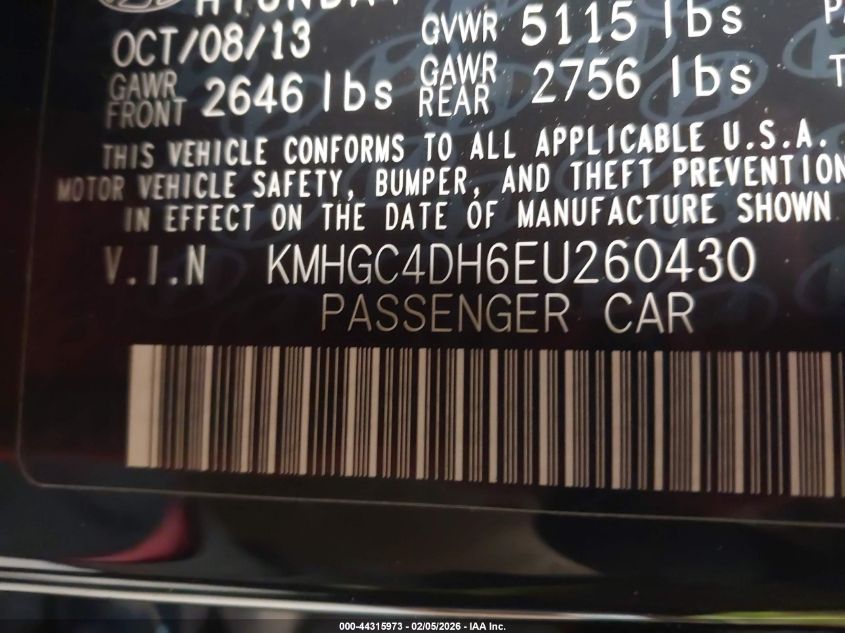 HYUNDAI
OCT/08/13 GVWR 5115 lbs
GAWR FRONT 2646 lbs GAWR REAR 2756 lbs
THIS VEHICLE CONFORMS TO ALL APPLICABLE U.S.A.
MOTOR VEHICLE SAFETY, BUMPER, AND THEFT PREVENTION
IN EFFECT ON THE DATE OF MANUFACTURE SHOWN
V.I.N KMHGC4DH6EU260430
PASSENGER CAR
000-44315973 - 02/05/2026 - IAA Inc.